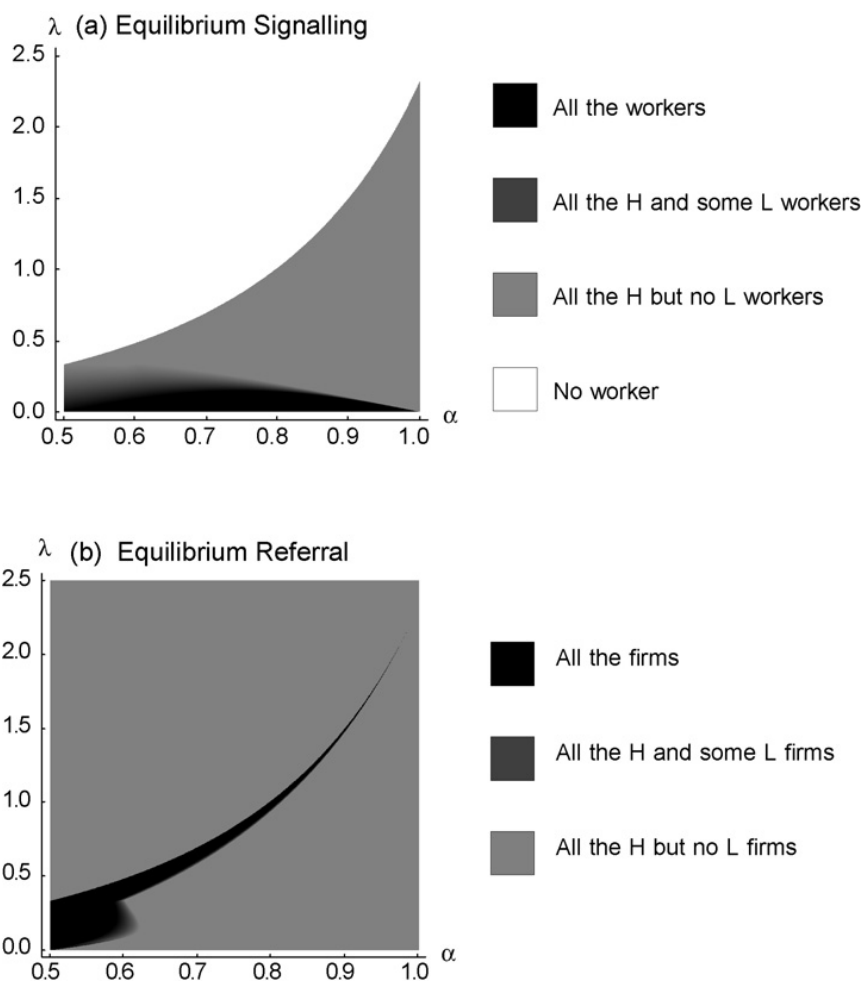 λ (a) Equilibrium Signalling
2.5
2.0
1.5
1.0
0.5
0.0
0.5 0.6 0.7 0.8 0.9 1.0 α
All the workers
All the H and some L workers
All the H but no L workers
No worker
λ (b) Equilibrium Referral
2.5
2.0
1.5
1.0
0.5
0.0
0.5 0.6 0.7 0.8 0.9 1.0 α
All the firms
All the H and some L firms
All the H but no L firms